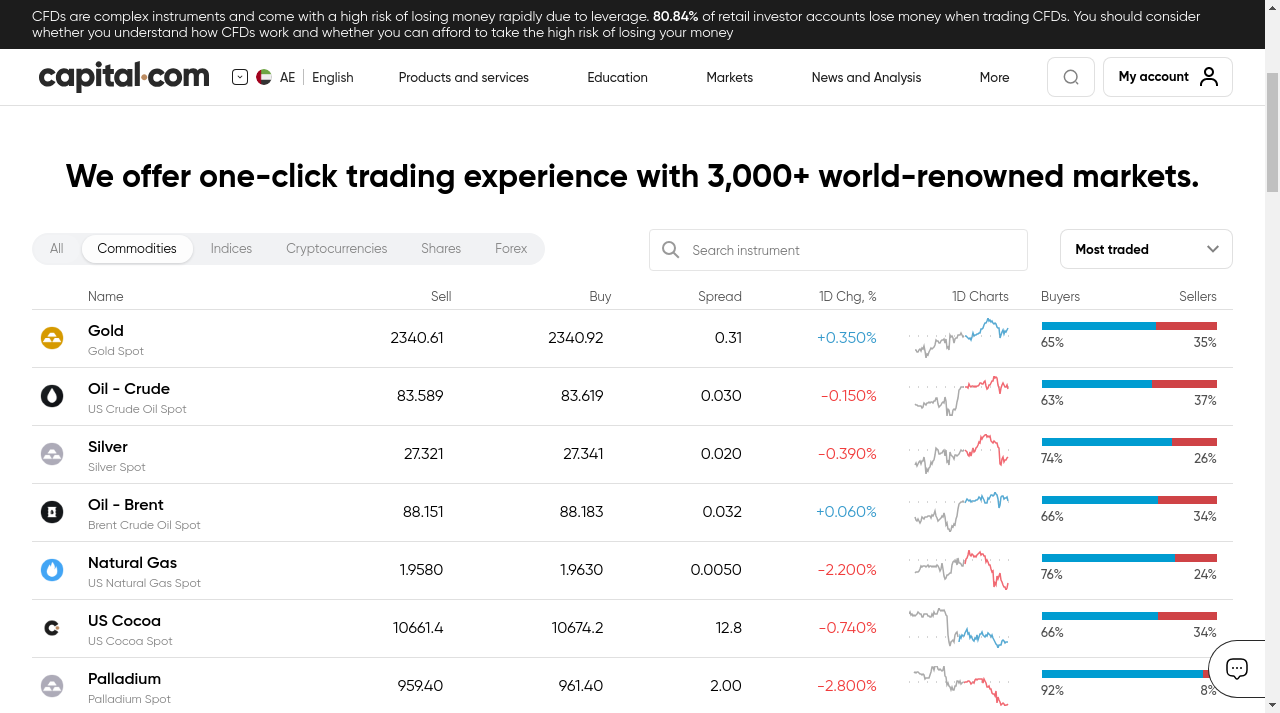 CFDs are complex instruments and come with a high risk of losing money rapidly due to leverage. 80.84% of retail investor accounts lose money when trading CFDs. You should consider
whether you understand how CFDs work and whether you can afford to take the high risk of losing your money
capital.com AE English Products and services Education Markets News and Analysis More My account
We offer one-click trading experience with 3,000+ world-renowned markets.
All Commodities Indices Cryptocurrencies Shares Forex Search instrument Most traded
Name Sell Buy Spread 1D Chg, % 1D Charts Buyers Sellers
Gold
Gold Spot
2340.61 2340.92 0.31 +0.350% 65% 35%
Oil - Crude
US Crude Oil Spot
83.589 83.619 0.030 -0.150% 63% 37%
Silver
Silver Spot
27.321 27.341 0.020 -0.390% 74% 26%
Oil - Brent
Brent Crude Oil Spot
88.151 88.183 0.032 +0.060% 66% 34%
Natural Gas
US Natural Gas Spot
1.9580 1.9630 0.0050 -2.200% 76% 24%
US Cocoa
US Cocoa Spot
10661.4 10674.2 12.8 -0.740% 66% 34%
Palladium
Palladium Spot
959.40 961.40 2.00 -2.800% 92% 8%